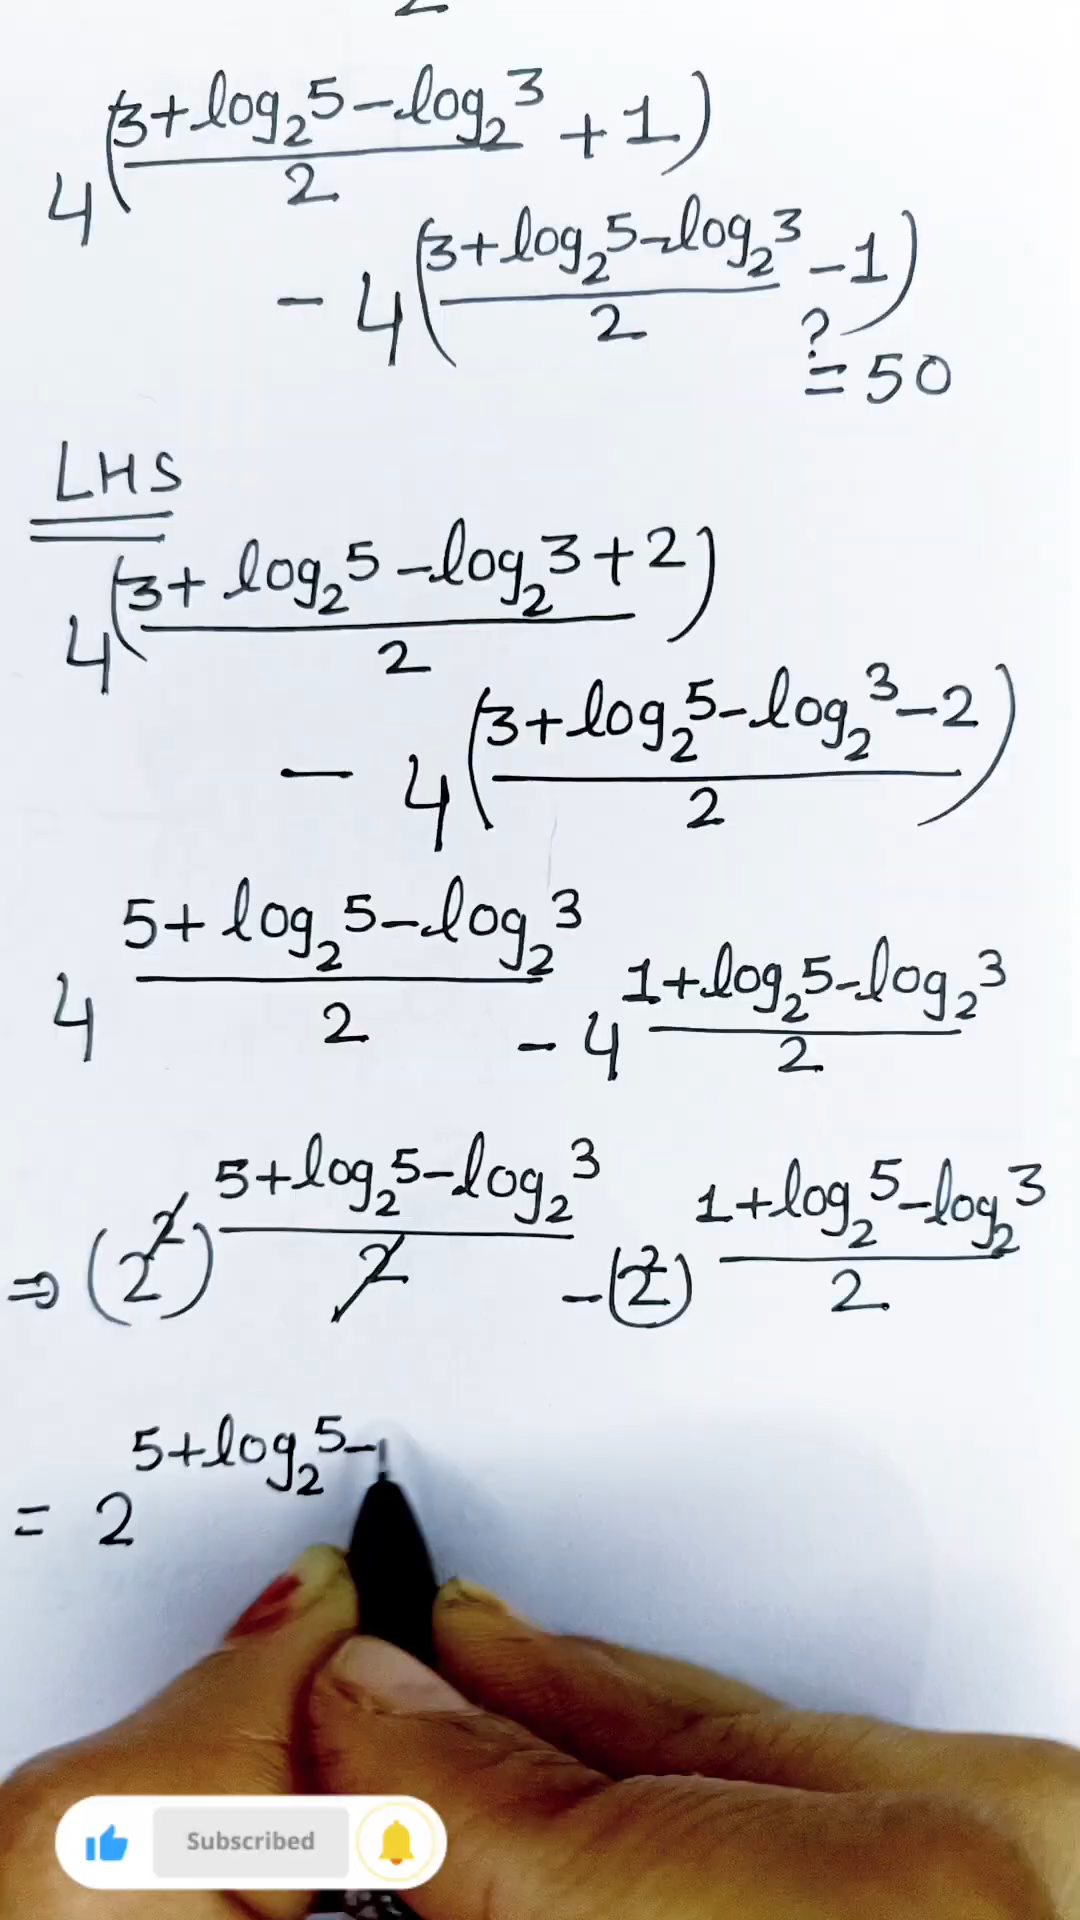 2
4^((3+log₂5−log₂3)/2 + 1)
− 4^((3+log₂5−log₂3)/2 − 1)
?
= 50
LHS
4^((3+log₂5−log₂3+2)/2)
− 4^((3+log₂5−log₂3−2)/2)
4^((5+log₂5−log₂3)/2) − 4^((1+log₂5−log₂3)/2)
⇒ (2²)^((5+log₂5−log₂3)/2) − (2²)^((1+log₂5−log₂3)/2)
= 2^(5+log₂5−
Subscribed